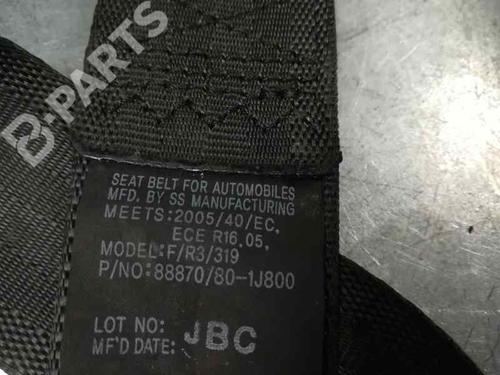 B-PARTS
SEAT BELT FOR AUTOMOBILES
MFD. BY SS MANUFACTURING
MEETS:2005/40/EC,
ECE R16.05,
MODEL:F/R3/319
P/NO:88870/80-1J800
LOT NO: JBC
MF'D DATE: